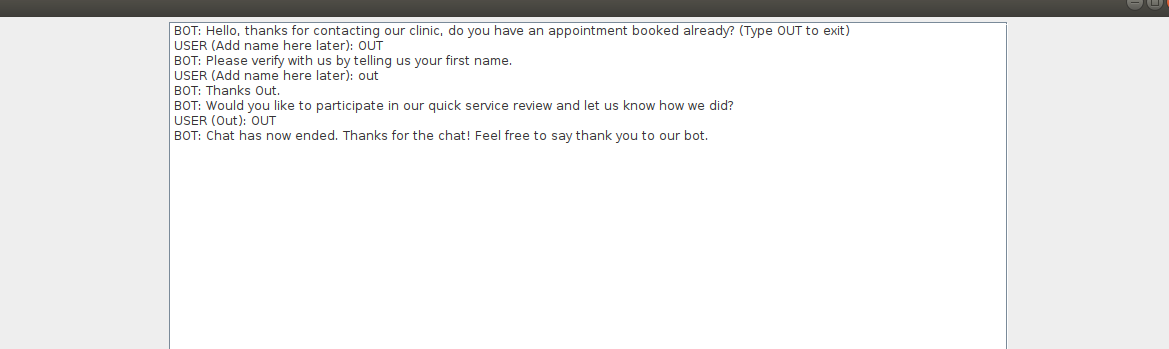 BOT: Hello, thanks for contacting our clinic, do you have an appointment booked already? (Type OUT to exit)
USER (Add name here later): OUT
BOT: Please verify with us by telling us your first name.
USER (Add name here later): out
BOT: Thanks Out.
BOT: Would you like to participate in our quick service review and let us know how we did?
USER (Out): OUT
BOT: Chat has now ended. Thanks for the chat! Feel free to say thank you to our bot.